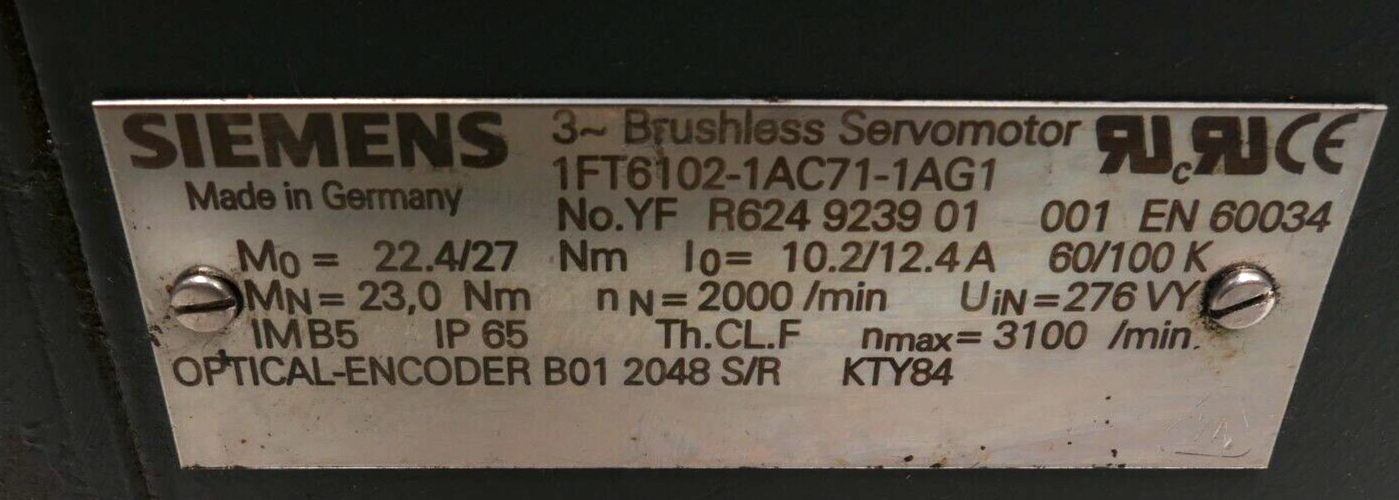 SIEMENS 3~ Brushless Servomotor
Made in Germany 1FT6102-1AC71-1AG1
No.YF R624 9239 01 001 EN 60034
M0 = 22.4/27 Nm I0= 10.2/12.4 A 60/100 K
MN= 23,0 Nm nN= 2000 /min UiN=276 VY
IM B5 IP 65 Th.CL.F nmax= 3100 /min.
OPTICAL-ENCODER B01 2048 S/R KTY84